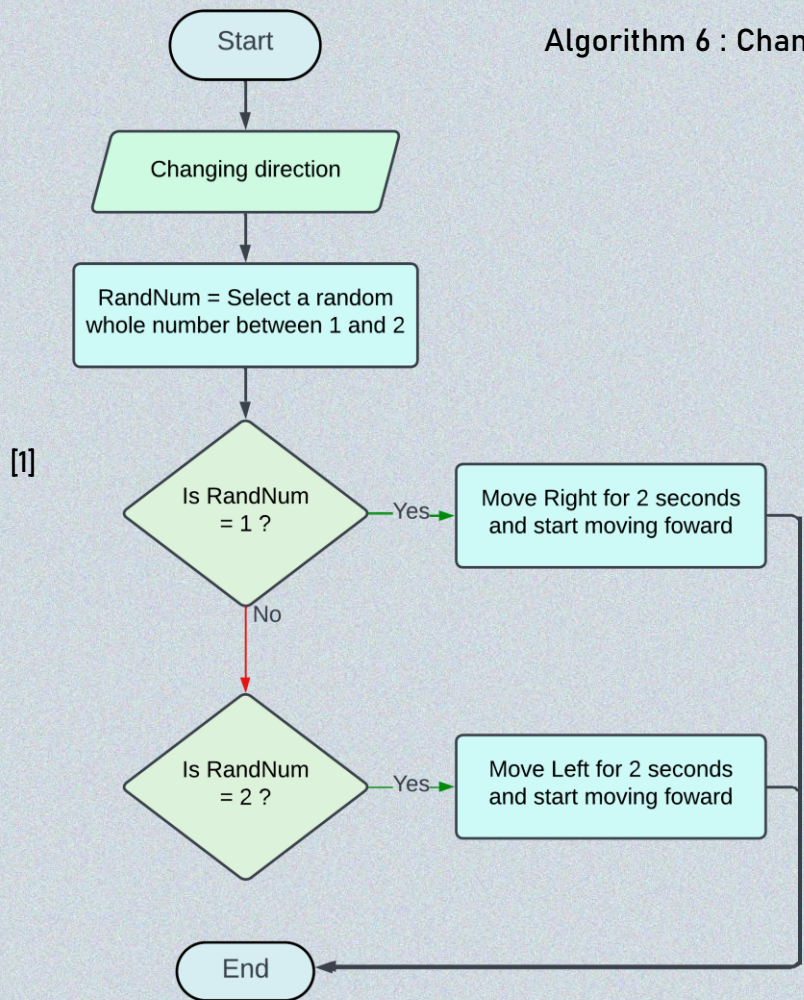 Start
Algorithm 6 : Chan
Changing direction
RandNum = Select a random
whole number between 1 and 2
[1]
Is RandNum
= 1 ?
Yes
Move Right for 2 seconds
and start moving foward
No
Is RandNum
= 2 ?
Yes
Move Left for 2 seconds
and start moving foward
End